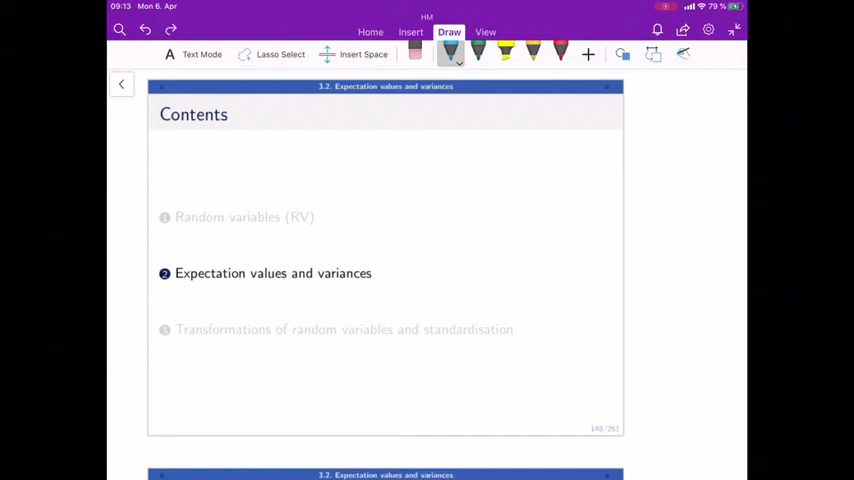 09:13 Mon 6. Apr
79 %
HM
Home Insert Draw View
A Text Mode Lasso Select Insert Space
3.2. Expectation values and variances
Contents
1 Random variables (RV)
2 Expectation values and variances
3 Transformations of random variables and standardisation
148/261
3.2. Expectation values and variances